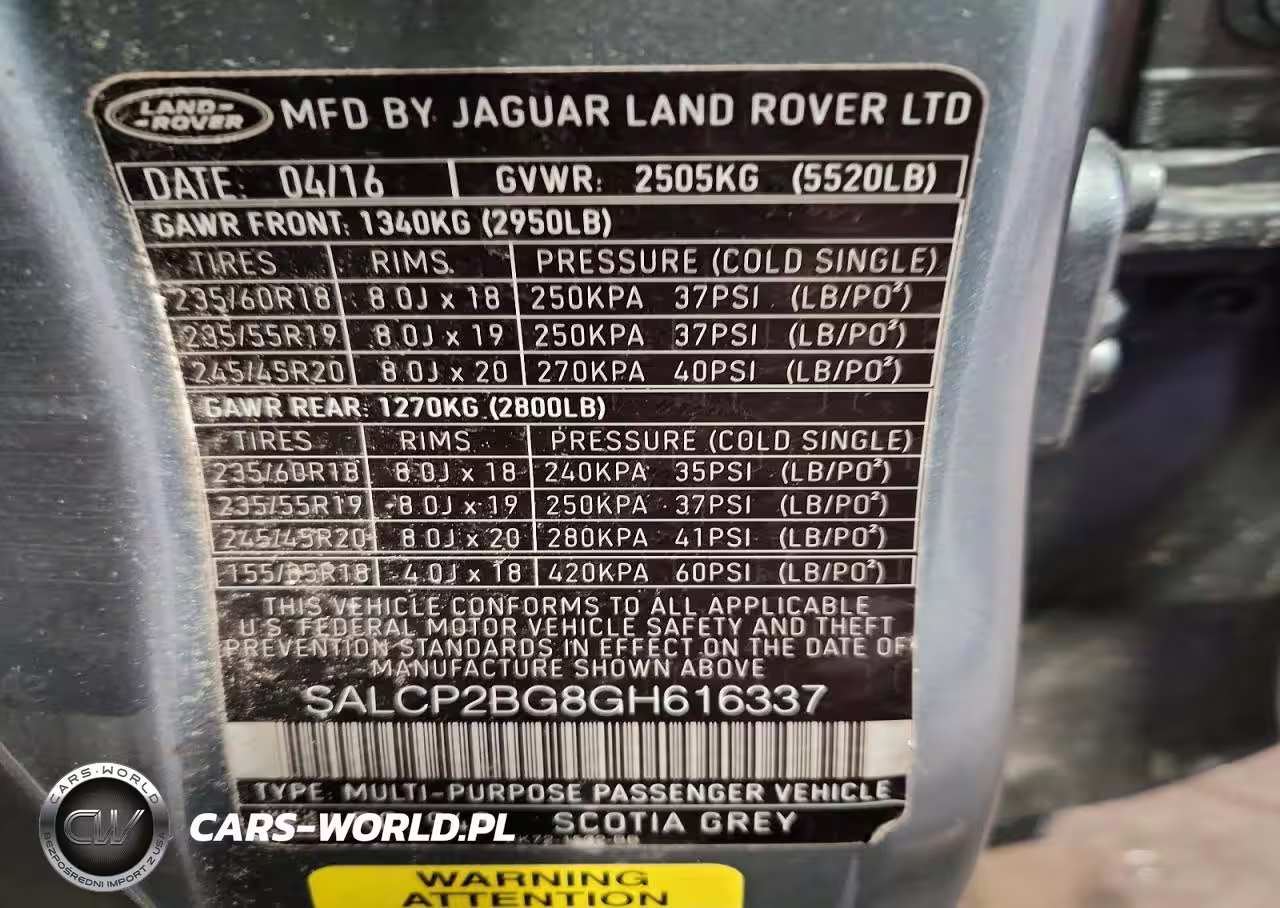 LAND-
-ROVER
MFD BY JAGUAR LAND ROVER LTD
DATE: 04/16 GVWR: 2505KG (5520LB)
GAWR FRONT: 1340KG (2950LB)
TIRES RIMS PRESSURE (COLD SINGLE)
235/60R18 8.0J x 18 250KPA 37PSI (LB/PO²)
235/55R19 8.0J x 19 250KPA 37PSI (LB/PO²)
245/45R20 8.0J x 20 270KPA 40PSI (LB/PO²)
GAWR REAR: 1270KG (2800LB)
TIRES RIMS PRESSURE (COLD SINGLE)
235/60R18 8.0J x 18 240KPA 35PSI (LB/PO²)
235/55R19 8.0J x 19 250KPA 37PSI (LB/PO²)
245/45R20 8.0J x 20 280KPA 41PSI (LB/PO²)
155/85R18 4.0J x 18 420KPA 60PSI (LB/PO²)
THIS VEHICLE CONFORMS TO ALL APPLICABLE
U.S. FEDERAL MOTOR VEHICLE SAFETY AND THEFT
PREVENTION STANDARDS IN EFFECT ON THE DATE OF
MANUFACTURE SHOWN ABOVE
SALCP2BG8GH616337
TYPE: MULTI-PURPOSE PASSENGER VEHICLE
SCOTIA GREY
CARS-WORLD
CW
BEZPOŚREDNI IMPORT Z USA
CARS-WORLD.PL
WARNING
ATTENTION